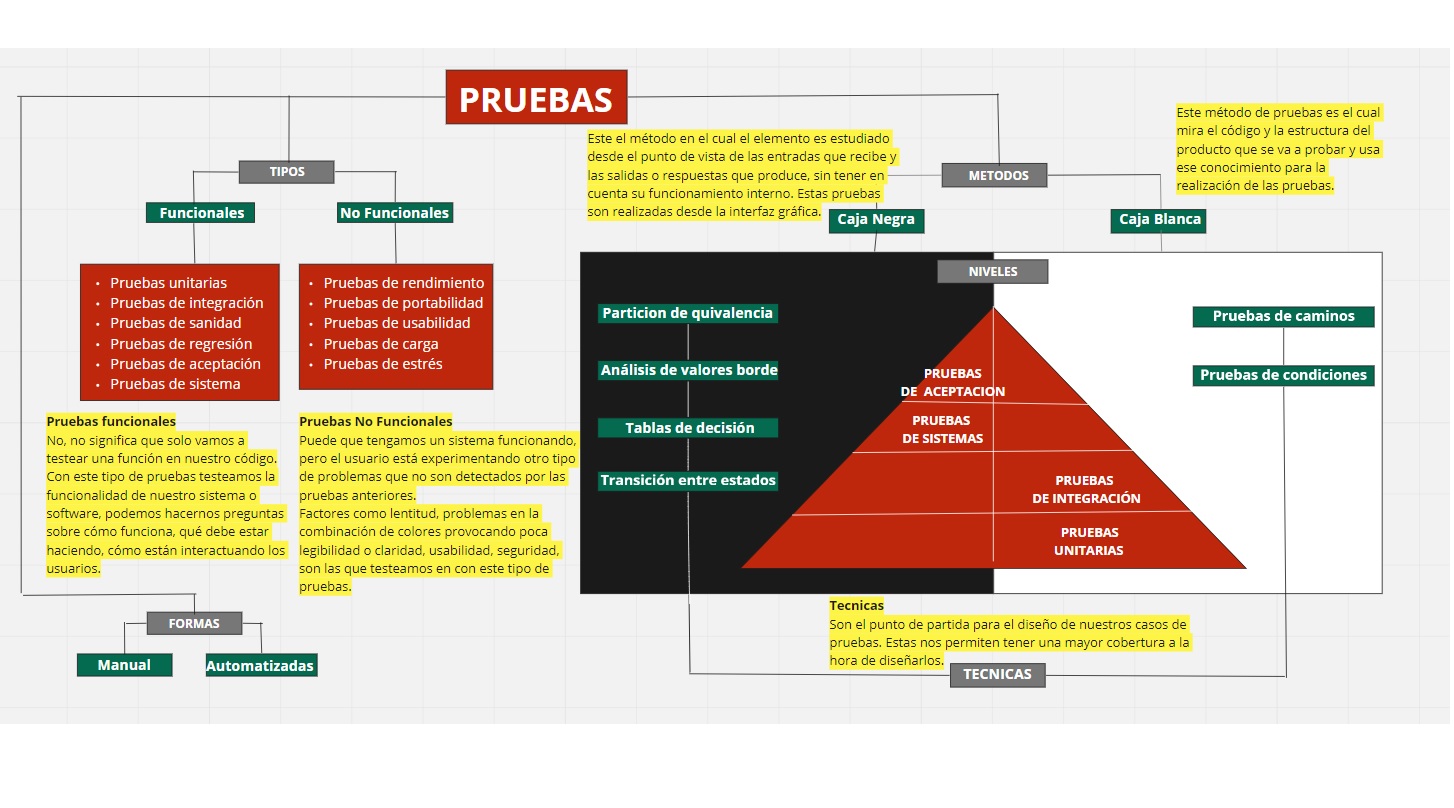 PRUEBAS
TIPOS
Funcionales
No Funcionales
• Pruebas unitarias
• Pruebas de integración
• Pruebas de sanidad
• Pruebas de regresión
• Pruebas de aceptación
• Pruebas de sistema
• Pruebas de rendimiento
• Pruebas de portabilidad
• Pruebas de usabilidad
• Pruebas de carga
• Pruebas de estrés
Pruebas funcionales
No, no significa que solo vamos a
testear una función en nuestro código.
Con este tipo de pruebas testeamos la
funcionalidad de nuestro sistema o
software, podemos hacernos preguntas
sobre cómo funciona, qué debe estar
haciendo, cómo están interactuando los
usuarios.
Pruebas No Funcionales
Puede que tengamos un sistema funcionando,
pero el usuario está experimentando otro tipo
de problemas que no son detectados por las
pruebas anteriores.
Factores como lentitud, problemas en la
combinación de colores provocando poca
legibilidad o claridad, usabilidad, seguridad,
son las que testeamos en con este tipo de
pruebas.
FORMAS
Manual
Automatizadas
Este el método en el cual el elemento es estudiado
desde el punto de vista de las entradas que recibe y
las salidas o respuestas que produce, sin tener en
cuenta su funcionamiento interno. Estas pruebas
son realizadas desde la interfaz gráfica.
METODOS
Este método de pruebas es el cual
mira el código y la estructura del
producto que se va a probar y usa
ese conocimiento para la
realización de las pruebas.
Caja Negra
Caja Blanca
NIVELES
Particion de quivalencia
Análisis de valores borde
Tablas de decisión
Transición entre estados
PRUEBAS
DE ACEPTACION
PRUEBAS
DE SISTEMAS
PRUEBAS
DE INTEGRACIÓN
PRUEBAS
UNITARIAS
Pruebas de caminos
Pruebas de condiciones
Tecnicas
Son el punto de partida para el diseño de nuestros casos de
pruebas. Estas nos permiten tener una mayor cobertura a la
hora de diseñarlos.
TECNICAS